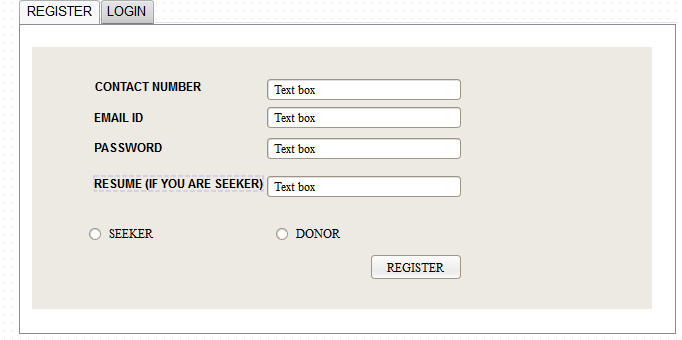 REGISTER LOGIN
CONTACT NUMBER Text box
EMAIL ID Text box
PASSWORD Text box
RESUME (IF YOU ARE SEEKER) Text box
SEEKER DONOR
REGISTER